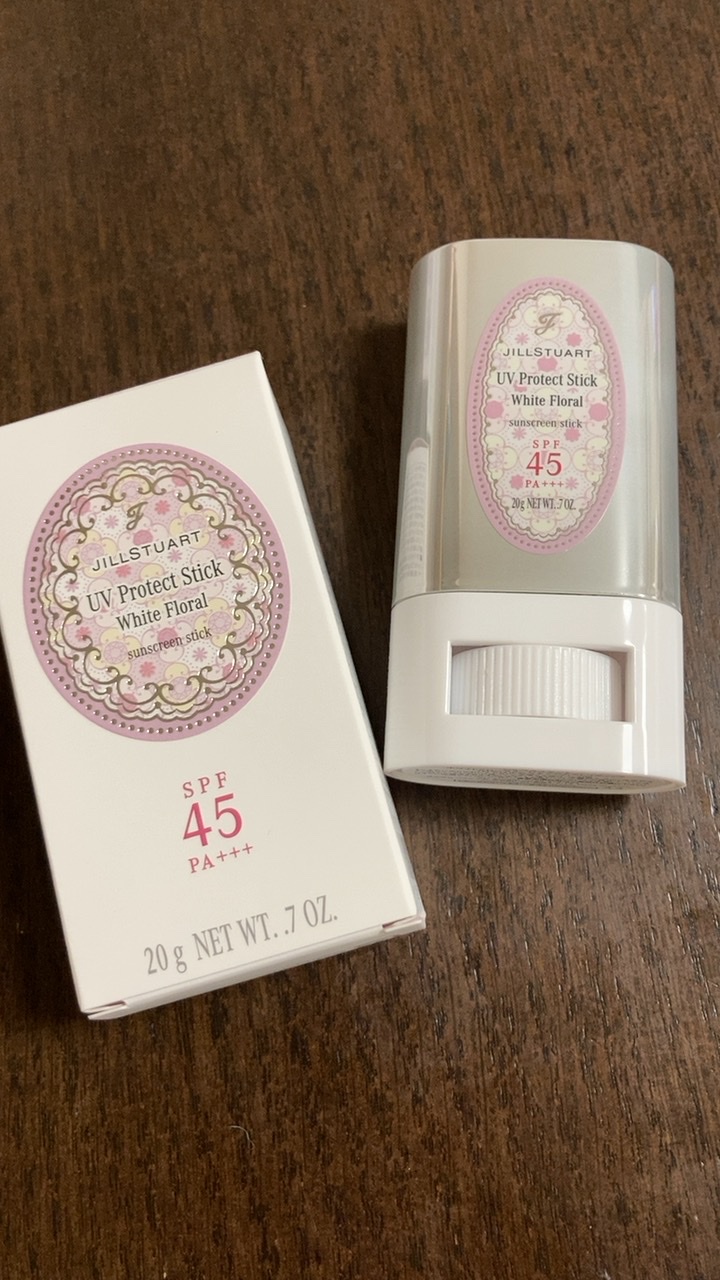 JILLSTUART
UV Protect Stick
White Floral
sunscreen stick
SPF
45
PA+++
20g NET WT. .7 OZ.
JILLSTUART
UV Protect Stick
White Floral
sunscreen stick
SPF
45
PA+++
20g NET WT. .7 OZ.